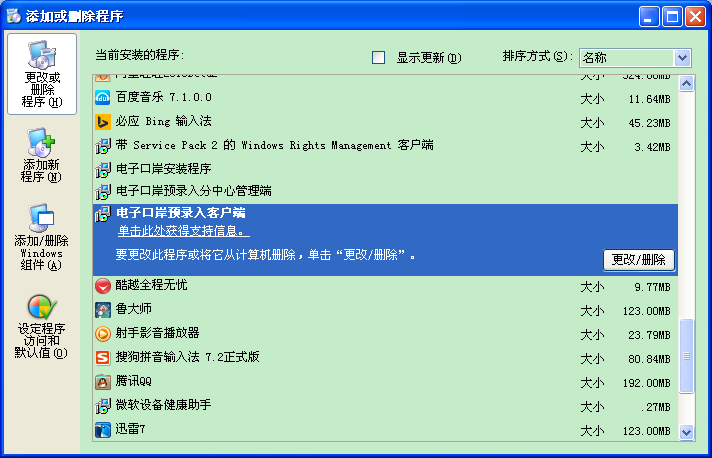 添加或删除程序
更改或
删除
程序(H)
添加新
程序(N)
添加/删除
Windows
组件(A)
设定程序
访问和
默认值(O)
当前安装的程序:
显示更新(D)
排序方式(S):
名称
百度音乐 7.1.0.0 大小 11.64MB
必应 Bing 输入法 大小 45.23MB
带 Service Pack 2 的 Windows Rights Management 客户端 大小 3.42MB
电子口岸安装程序
电子口岸预录入分中心管理端
电子口岸预录入客户端
单击此处获得支持信息。
要更改此程序或将它从计算机删除，单击“更改/删除”。
更改/删除
酷越全程无忧 大小 9.77MB
鲁大师 大小 123.00MB
射手影音播放器 大小 23.79MB
搜狗拼音输入法 7.2正式版 大小 80.84MB
腾讯QQ 大小 192.00MB
微软设备健康助手 大小 .27MB
迅雷7 大小 123.00MB